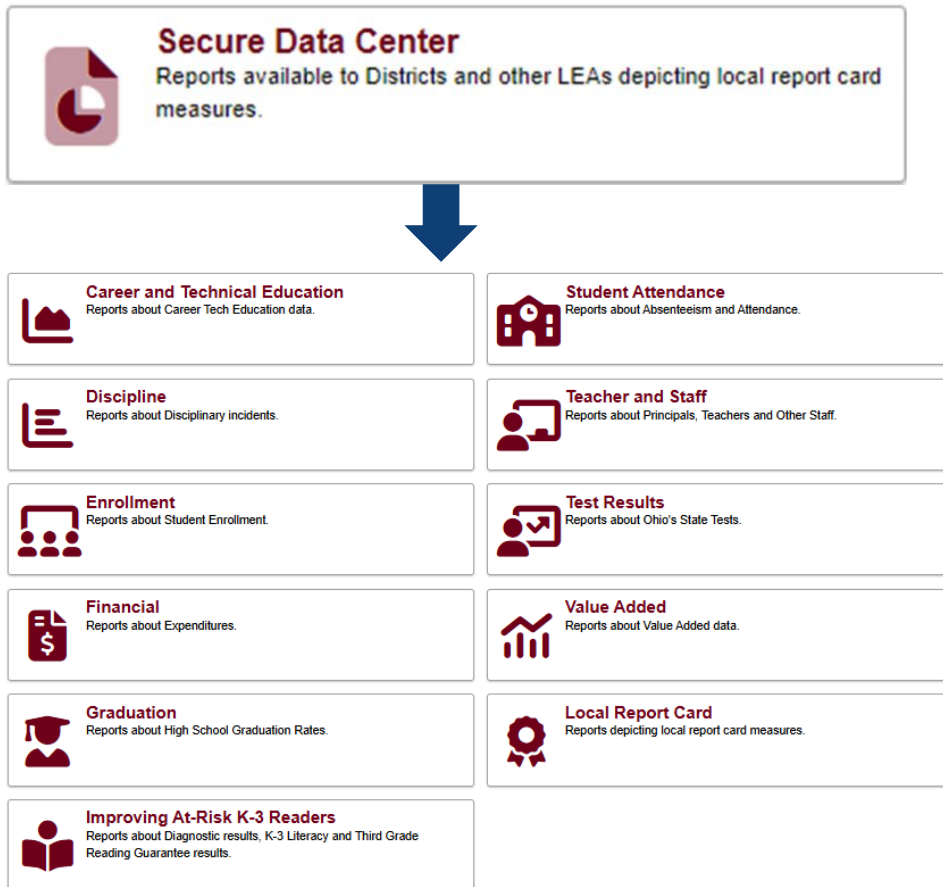 Secure Data Center
Reports available to Districts and other LEAs depicting local report card
measures.
Career and Technical Education
Reports about Career Tech Education data.
Student Attendance
Reports about Absenteeism and Attendance.
Discipline
Reports about Disciplinary incidents.
Teacher and Staff
Reports about Principals, Teachers and Other Staff.
Enrollment
Reports about Student Enrollment.
Test Results
Reports about Ohio's State Tests.
Financial
Reports about Expenditures.
Value Added
Reports about Value Added data.
Graduation
Reports about High School Graduation Rates.
Local Report Card
Reports depicting local report card measures.
Improving At-Risk K-3 Readers
Reports about Diagnostic results, K-3 Literacy and Third Grade
Reading Guarantee results.